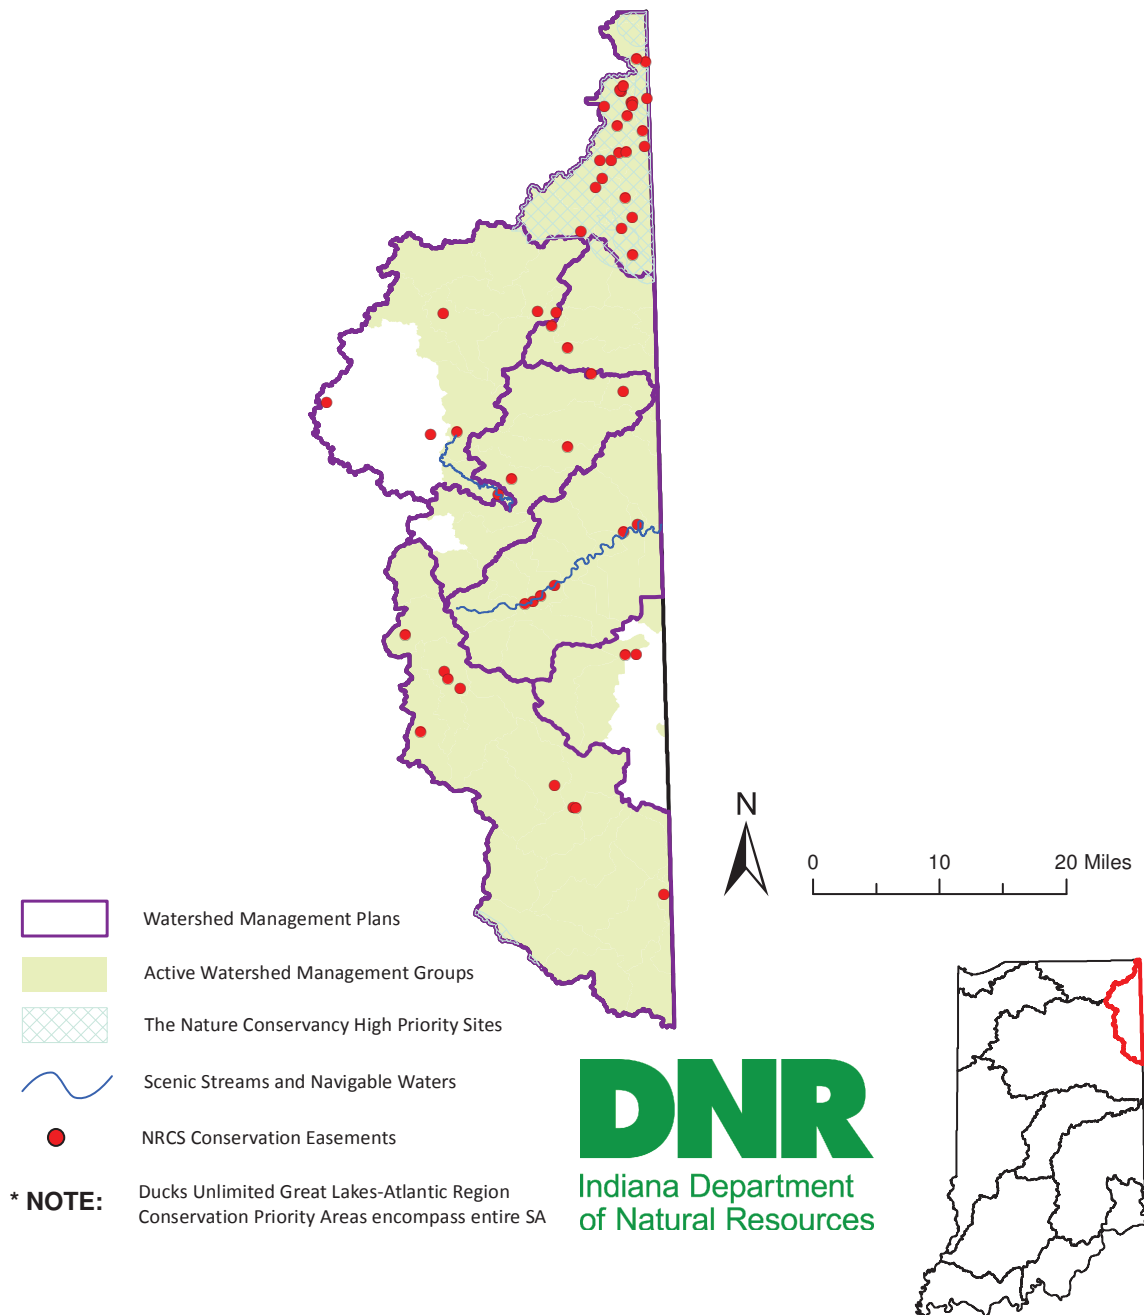 N
0 10 20 Miles
Watershed Management Plans
Active Watershed Management Groups
The Nature Conservancy High Priority Sites
Scenic Streams and Navigable Waters
NRCS Conservation Easements
* NOTE: Ducks Unlimited Great Lakes-Atlantic Region
Conservation Priority Areas encompass entire SA
DNR
Indiana Department
of Natural Resources